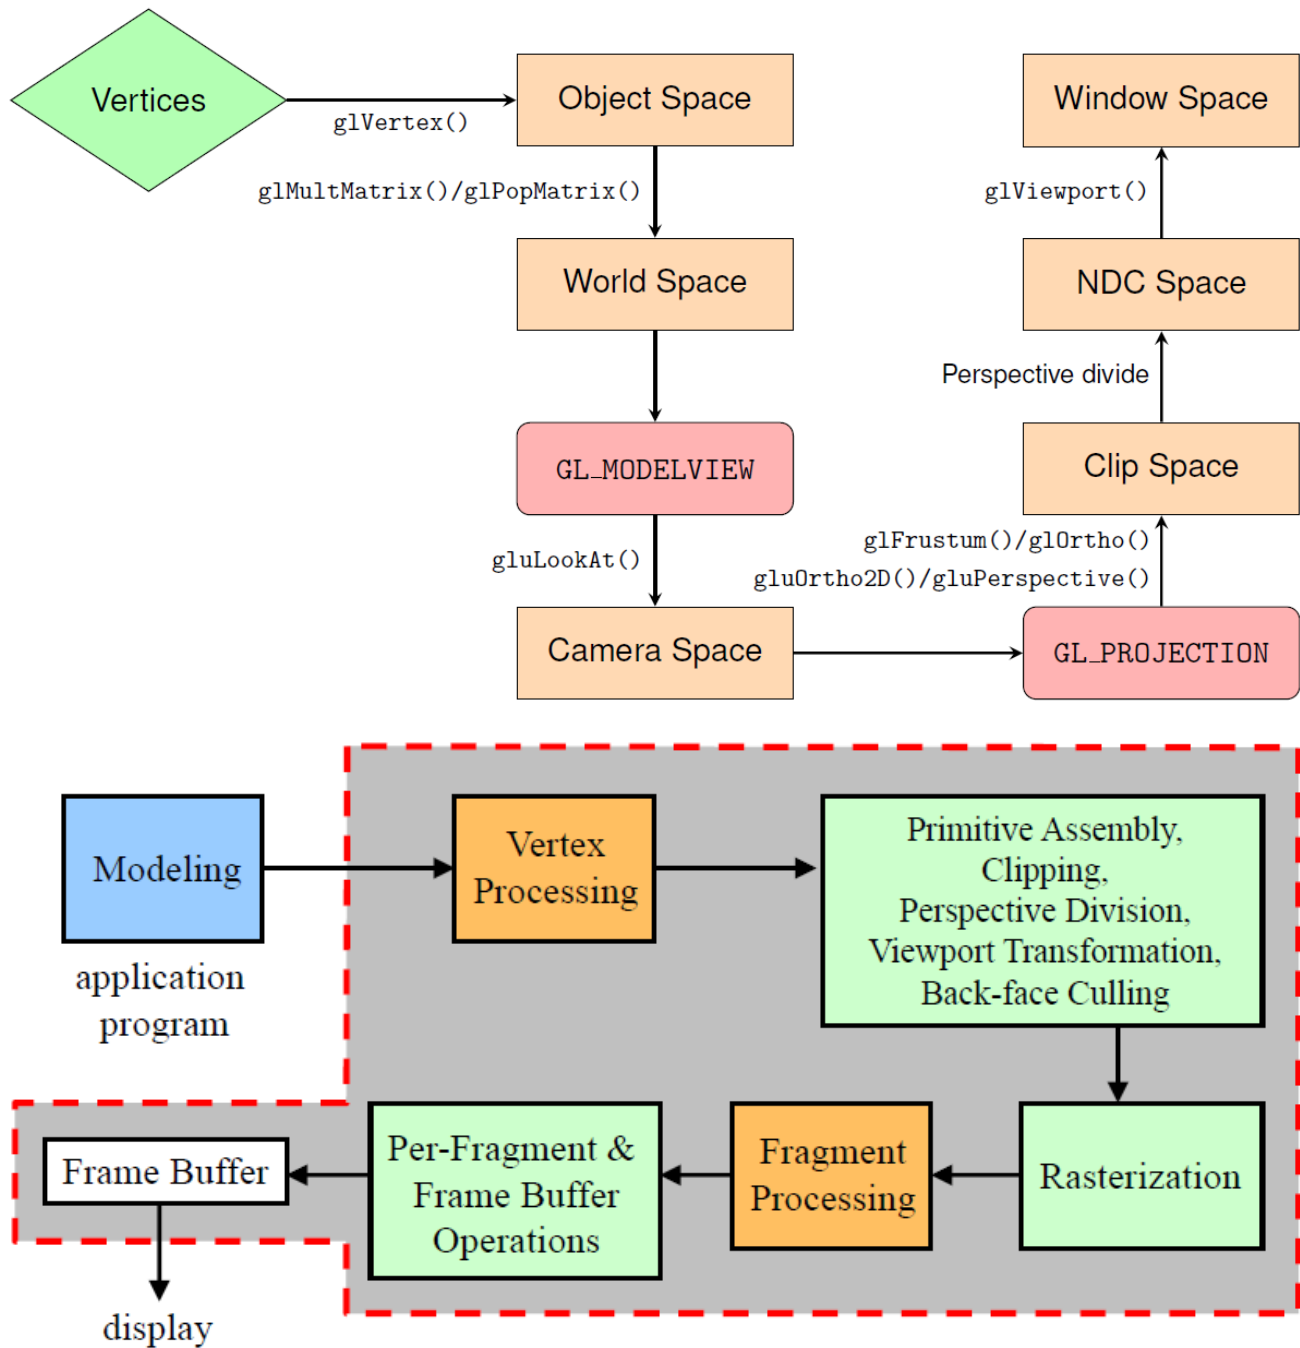 Vertices
glVertex()
Object Space
glMultMatrix()/glPopMatrix()
World Space
GL_MODELVIEW
gluLookAt()
Camera Space
GL_PROJECTION
glFrustum()/glOrtho()
gluOrtho2D()/gluPerspective()
Clip Space
Perspective divide
NDC Space
glViewport()
Window Space
Modeling
application
program
Vertex
Processing
Primitive Assembly,
Clipping,
Perspective Division,
Viewport Transformation,
Back-face Culling
Rasterization
Fragment
Processing
Per-Fragment &
Frame Buffer
Operations
Frame Buffer
display